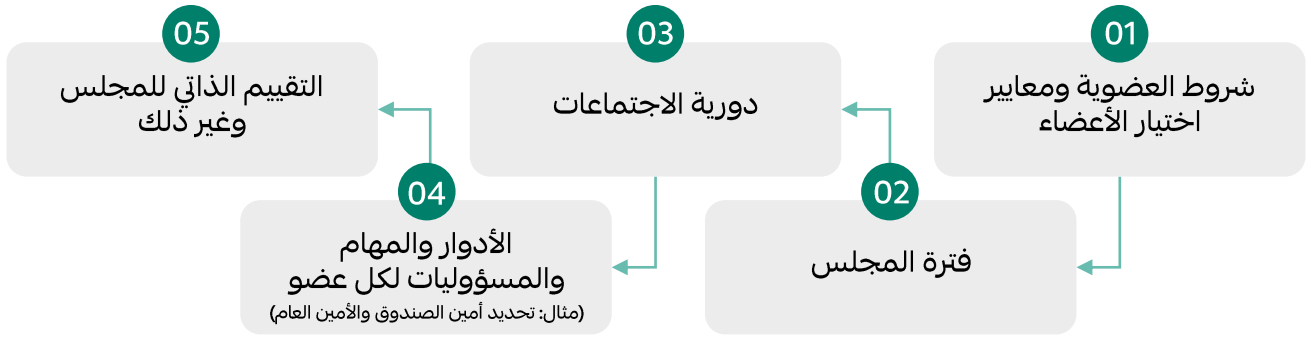 01
شروط العضوية ومعايير
اختيار الأعضاء
02
فترة المجلس
03
دورية الاجتماعات
04
الأدوار والمهام
والمسؤوليات لكل عضو
(مثال: تحديد أمين الصندوق والأمين العام)
05
التقييم الذاتي للمجلس
وغير ذلك